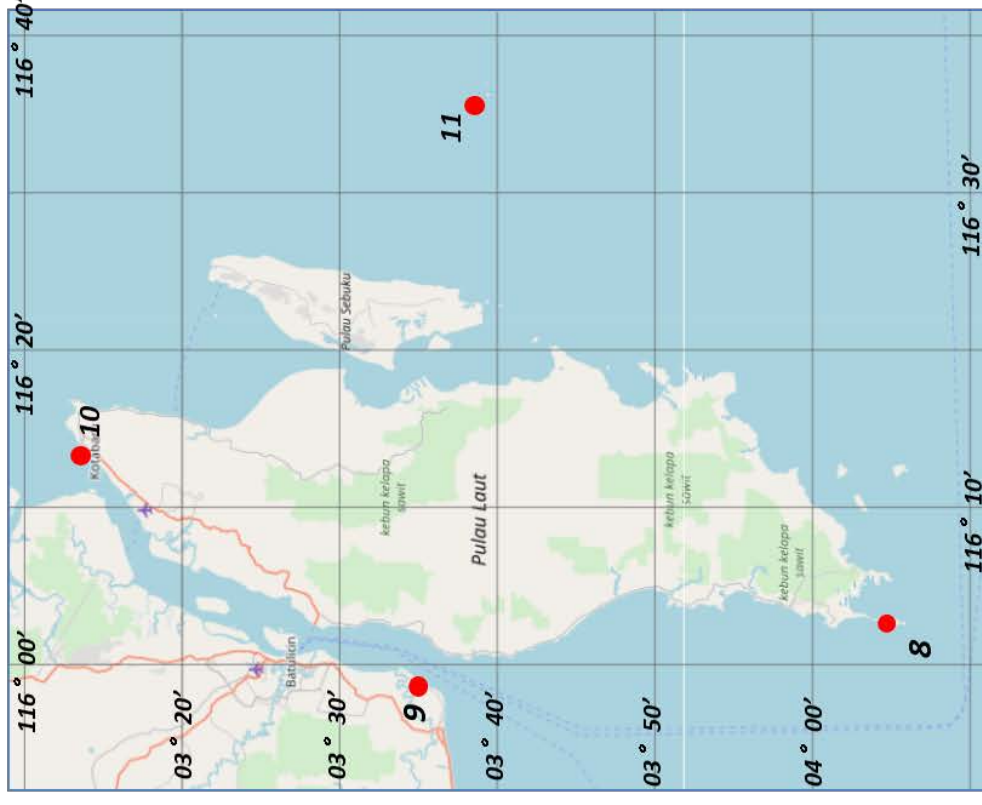 116° 00'
116° 20'
116° 40'
10
Kotabar
11
Pulau Sebuku
03° 20'
03° 30'
03° 40'
03° 50'
04° 00'
Batulicin
kebun kelapa
sawit
Pulau Laut
kebun kelapa
sawit
kebun kelapa
sawit
9
8
116° 10'
116° 30'